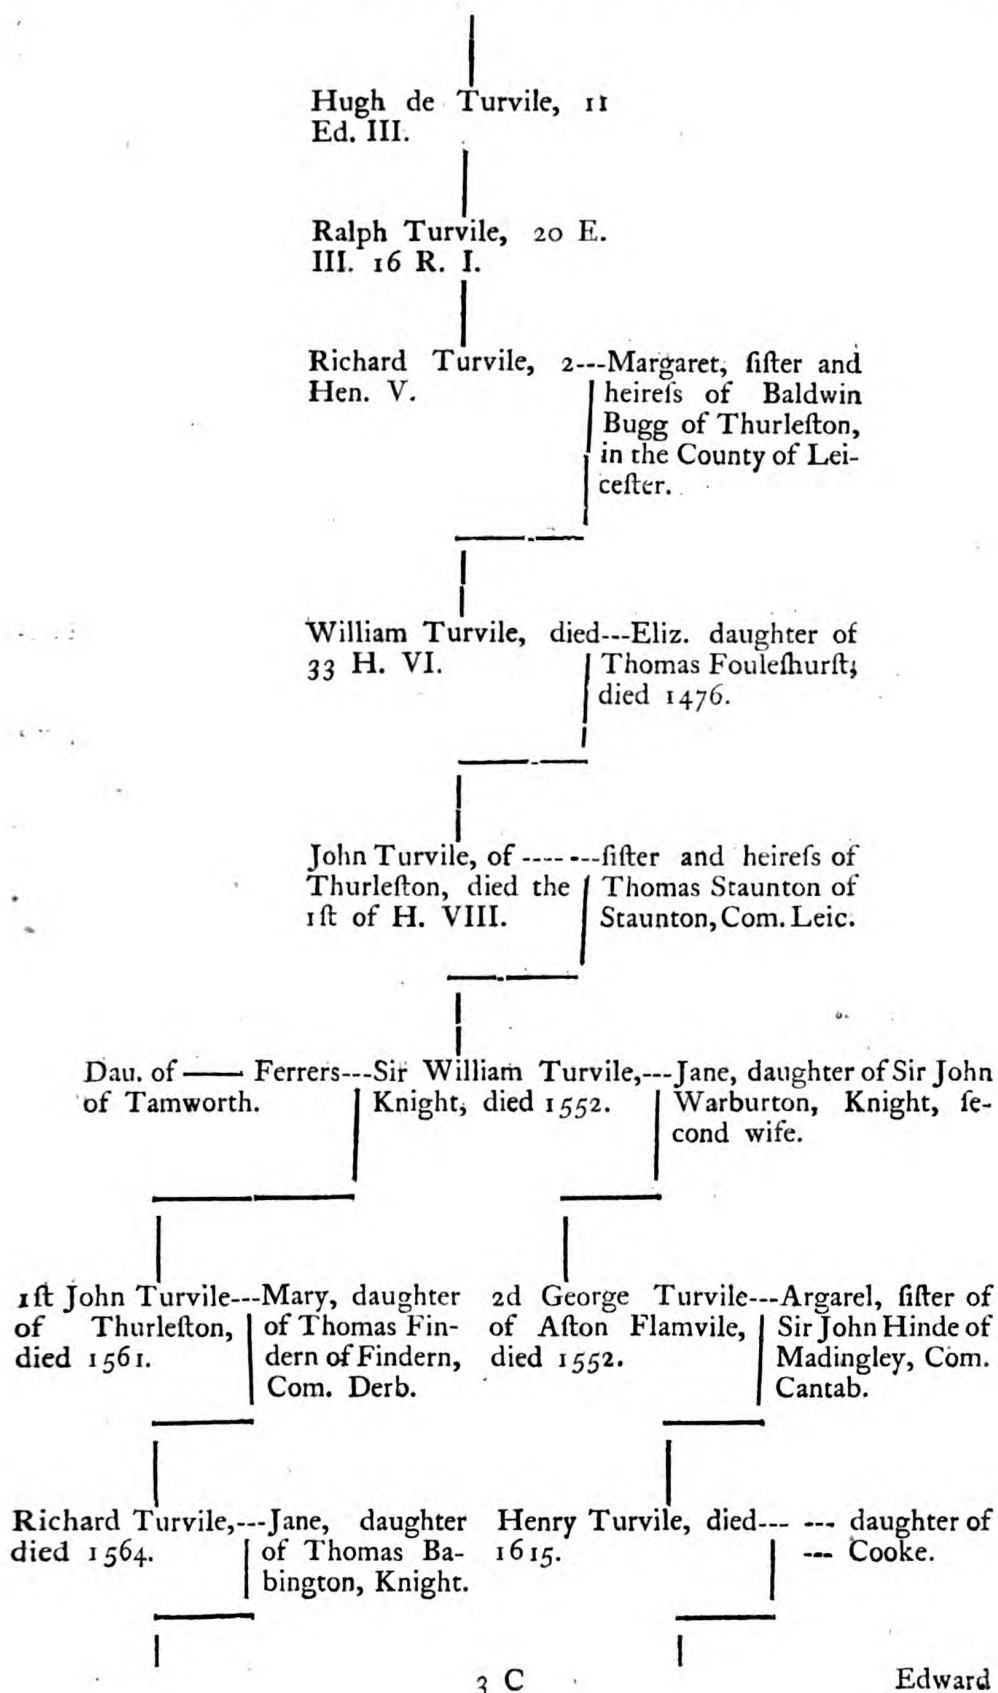 Hugh de Turvile, 11
Ed. III.
Ralph Turvile, 20 E.
III. 16 R. I.
Richard Turvile, 2---Margaret, ſiſter and
Hen. V.
heireſs of Baldwin
Bugg of Thurleſton,
in the County of Lei-
ceſter.
William Turvile, died---Eliz. daughter of
33 H. VI.
Thomas Fouleſhurſt;
died 1476.
John Turvile, of -------ſiſter and heireſs of
Thurleſton, died the
1ſt of H. VIII.
Thomas Staunton of
Staunton, Com. Leic.
Dau. of —— Ferrers---Sir William Turvile,---Jane, daughter of Sir John
of Tamworth.
Knight, died 1552.
Warburton, Knight, ſe-
cond wife.
1ſt John Turvile---Mary, daughter
of Thurleſton,
died 1561.
of Thomas Fin-
dern of Findern,
Com. Derb.
2d George Turvile---Argarel, ſiſter of
of Aſton Flamvile,
died 1552.
Sir John Hinde of
Madingley, Com.
Cantab.
Richard Turvile,---Jane, daughter
died 1564.
of Thomas Ba-
bington, Knight.
Henry Turvile, died--- --- daughter of
1615.
--- Cooke.
3 C
Edward